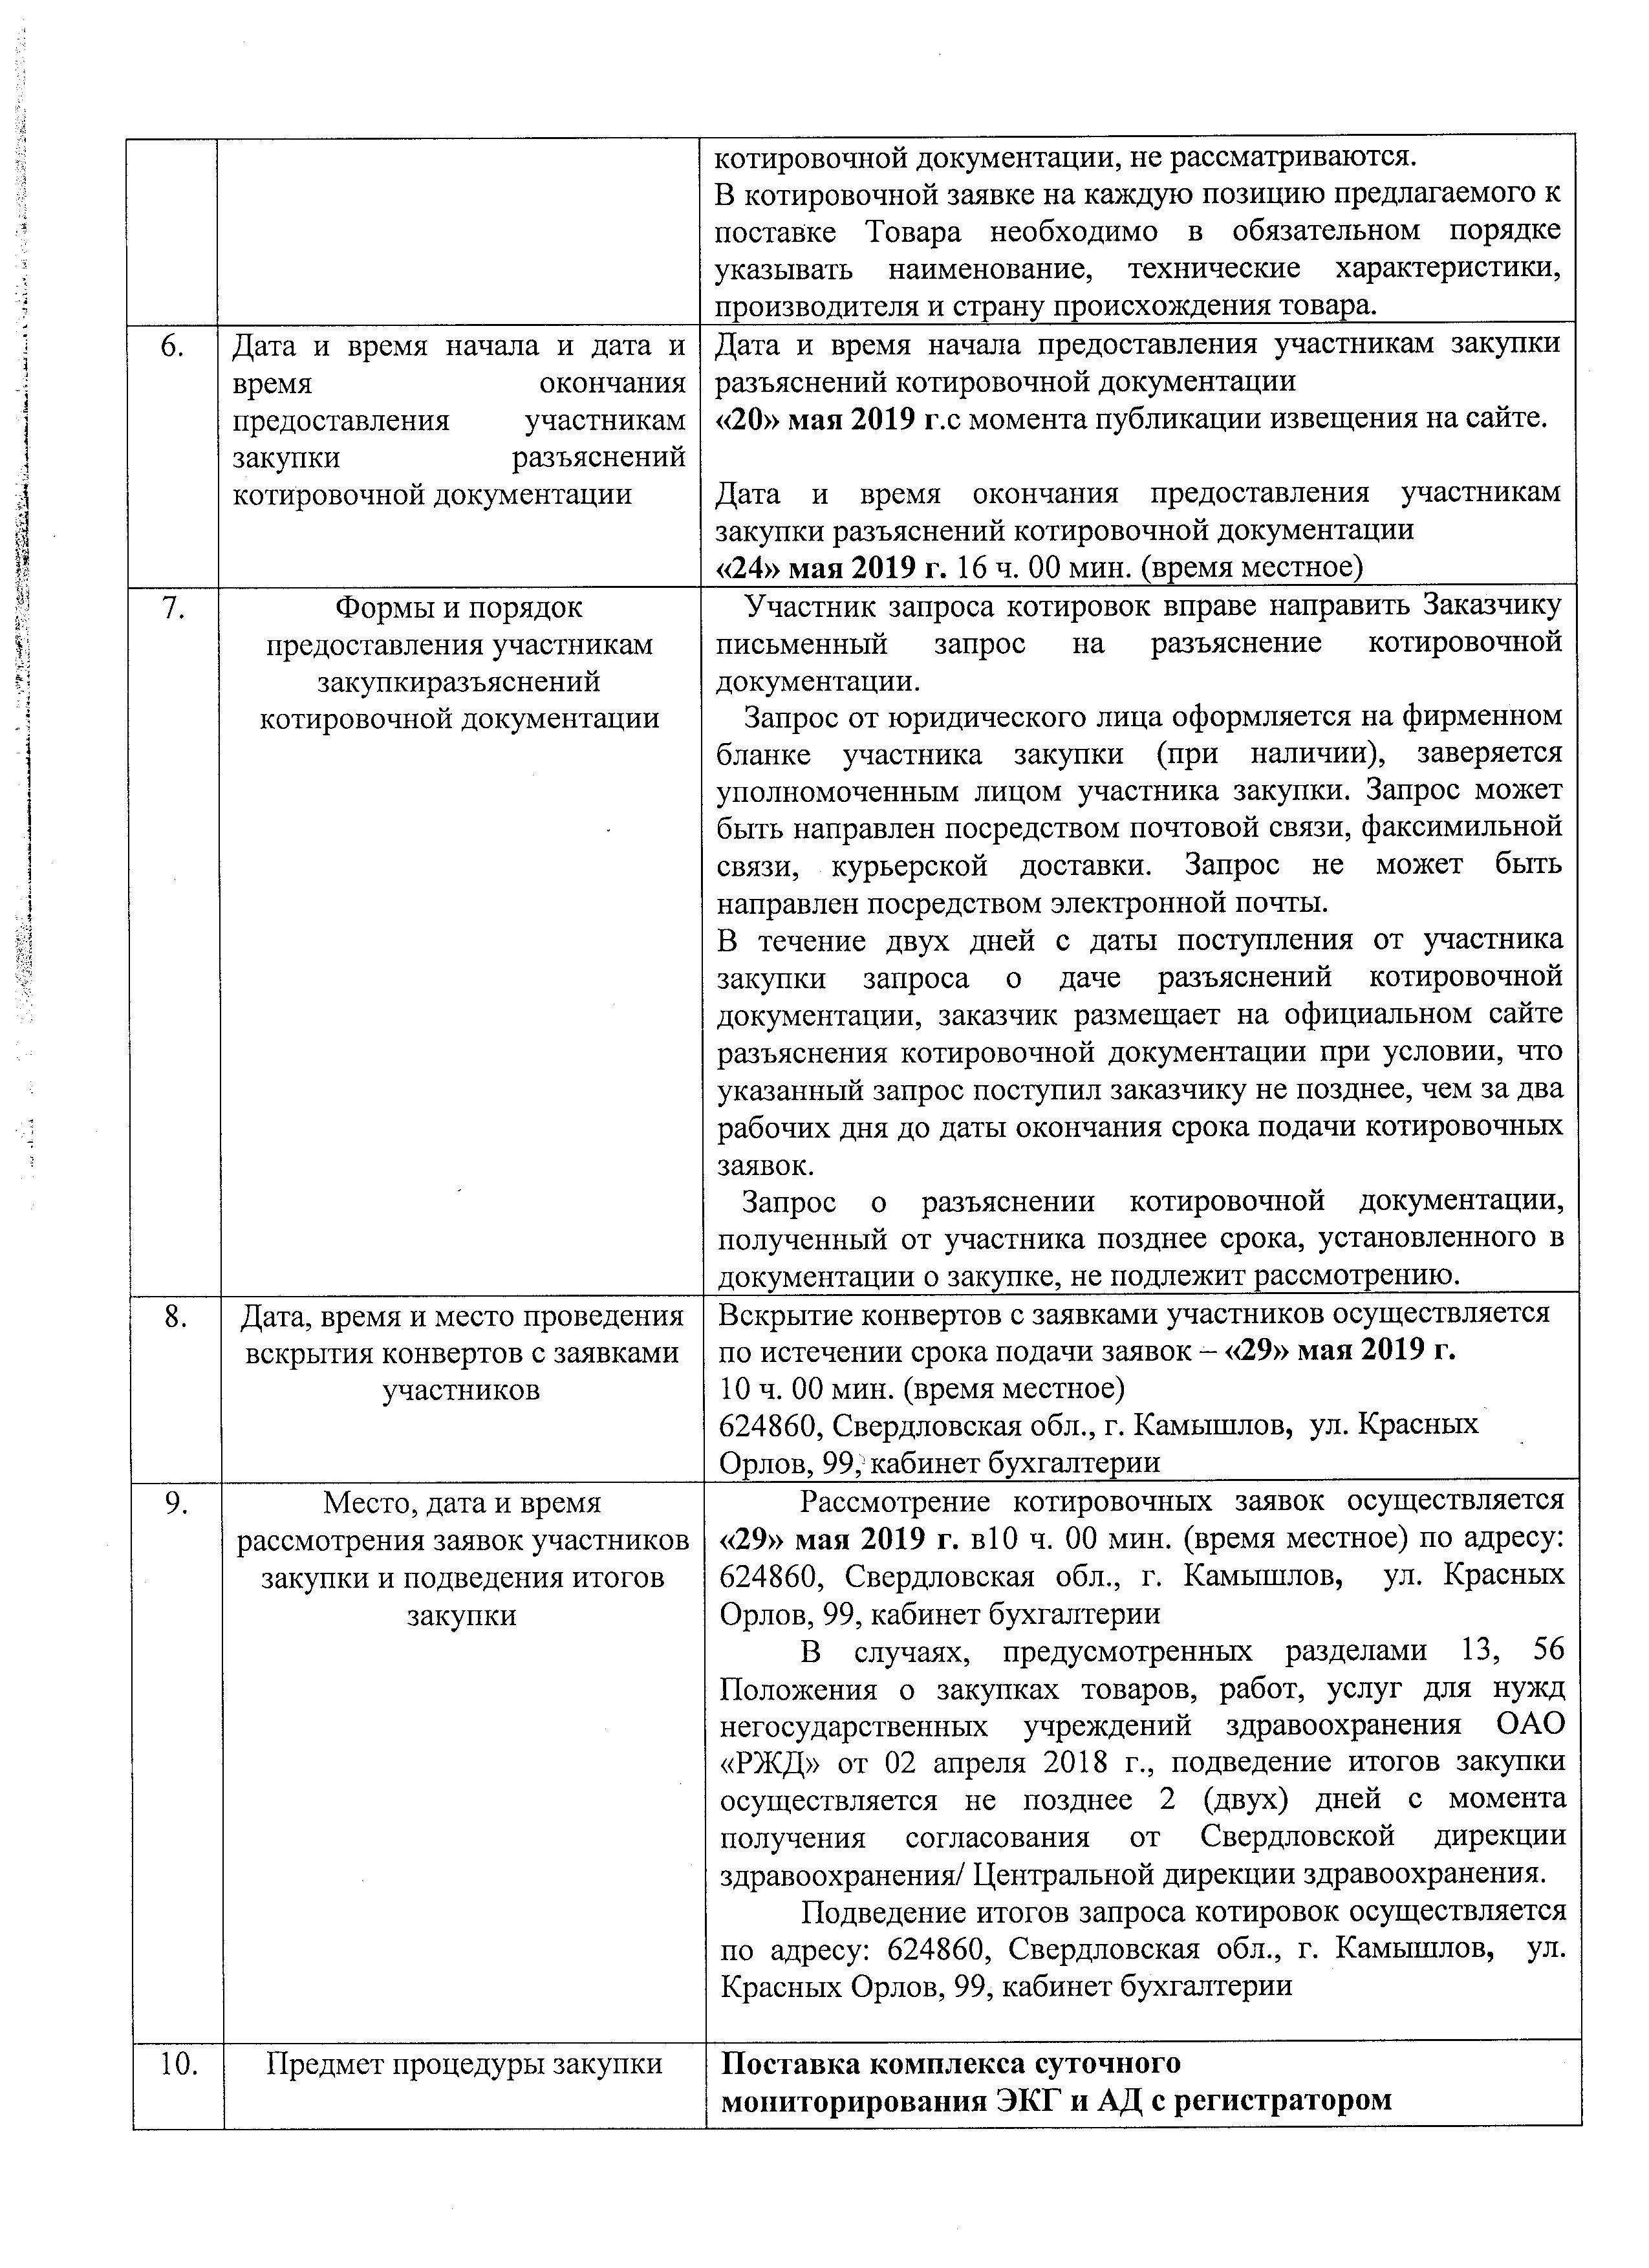 котировочной документации, не рассматриваются.
В котировочной заявке на каждую позицию предлагаемого к
поставке Товара необходимо в обязательном порядке
указывать наименование, технические характеристики,
производителя и страну происхождения товара.
6.
Дата и время начала и дата и
время окончания
предоставления участникам
закупки разъяснений
котировочной документации
Дата и время начала предоставления участникам закупки
разъяснений котировочной документации
«20» мая 2019 г.с момента публикации извещения на сайте.
Дата и время окончания предоставления участникам
закупки разъяснений котировочной документации
«24» мая 2019 г. 16 ч. 00 мин. (время местное)
7.
Формы и порядок
предоставления участникам
закупкиразъяснений
котировочной документации
Участник запроса котировок вправе направить Заказчику
письменный запрос на разъяснение котировочной
документации.
Запрос от юридического лица оформляется на фирменном
бланке участника закупки (при наличии), заверяется
уполномоченным лицом участника закупки. Запрос может
быть направлен посредством почтовой связи, факсимильной
связи, курьерской доставки. Запрос не может быть
направлен посредством электронной почты.
В течение двух дней с даты поступления от участника
закупки запроса о даче разъяснений котировочной
документации, заказчик размещает на официальном сайте
разъяснения котировочной документации при условии, что
указанный запрос поступил заказчику не позднее, чем за два
рабочих дня до даты окончания срока подачи котировочных
заявок.
Запрос о разъяснении котировочной документации,
полученный от участника позднее срока, установленного в
документации о закупке, не подлежит рассмотрению.
8.
Дата, время и место проведения
вскрытия конвертов с заявками
участников
Вскрытие конвертов с заявками участников осуществляется
по истечении срока подачи заявок – «29» мая 2019 г.
10 ч. 00 мин. (время местное)
624860, Свердловская обл., г. Камышлов, ул. Красных
Орлов, 99, кабинет бухгалтерии
9.
Место, дата и время
рассмотрения заявок участников
закупки и подведения итогов
закупки
Рассмотрение котировочных заявок осуществляется
«29» мая 2019 г. в10 ч. 00 мин. (время местное) по адресу:
624860, Свердловская обл., г. Камышлов, ул. Красных
Орлов, 99, кабинет бухгалтерии
В случаях, предусмотренных разделами 13, 56
Положения о закупках товаров, работ, услуг для нужд
негосударственных учреждений здравоохранения ОАО
«РЖД» от 02 апреля 2018 г., подведение итогов закупки
осуществляется не позднее 2 (двух) дней с момента
получения согласования от Свердловской дирекции
здравоохранения/ Центральной дирекции здравоохранения.
Подведение итогов запроса котировок осуществляется
по адресу: 624860, Свердловская обл., г. Камышлов, ул.
Красных Орлов, 99, кабинет бухгалтерии
10.
Предмет процедуры закупки
Поставка комплекса суточного
мониторирования ЭКГ и АД с регистратором